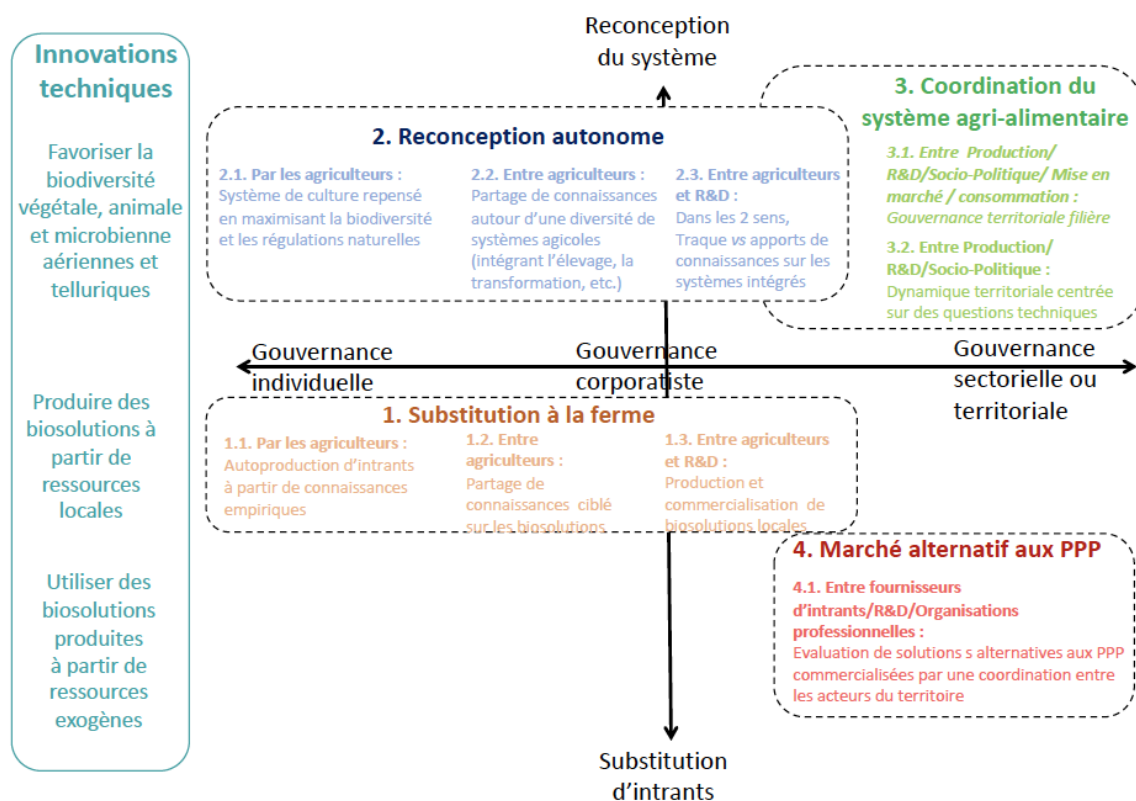 Innovations
techniques
Favoriser la
biodiversité
végétale, animale
et microbienne
aériennes et
telluriques
Produire des
biosolutions à
partir de
ressources
locales
Utiliser des
biosolutions
produites
à partir de
ressources
exogènes
Reconception
du système
2. Reconception autonome
2.1. Par les agriculteurs :
Système de culture repensé
en maximisant la biodiversité
et les régulations naturelles
2.2. Entre agriculteurs :
Partage de connaissances
autour d'une diversité de
systèmes agicoles
(intégrant l'élevage, la
transformation, etc.)
2.3. Entre agriculteurs
et R&D :
Dans les 2 sens,
Traque vs apports de
connaissances sur les
systèmes intégrés
3. Coordination du
système agri-alimentaire
3.1. Entre Production/
R&D/Socio-Politique/ Mise en
marché / consommation :
Gouvernance territoriale filière
3.2. Entre Production/
R&D/Socio-Politique :
Dynamique territoriale centrée
sur des questions techniques
Gouvernance
individuelle
Gouvernance
corporatiste
Gouvernance
sectorielle ou
territoriale
1. Substitution à la ferme
1.1. Par les agriculteurs :
Autoproduction d'intrants
à partir de connaissances
empiriques
1.2. Entre
agriculteurs :
Partage de
connaissances ciblé
sur les biosolutions
1.3. Entre agriculteurs
et R&D :
Production et
commercialisation de
biosolutions locales
4. Marché alternatif aux PPP
4.1. Entre fournisseurs
d'intrants/R&D/Organisations
professionnelles :
Evaluation de solutions s alternatives aux PPP
commercialisées par une coordination entre
les acteurs du territoire
Substitution
d'intrants